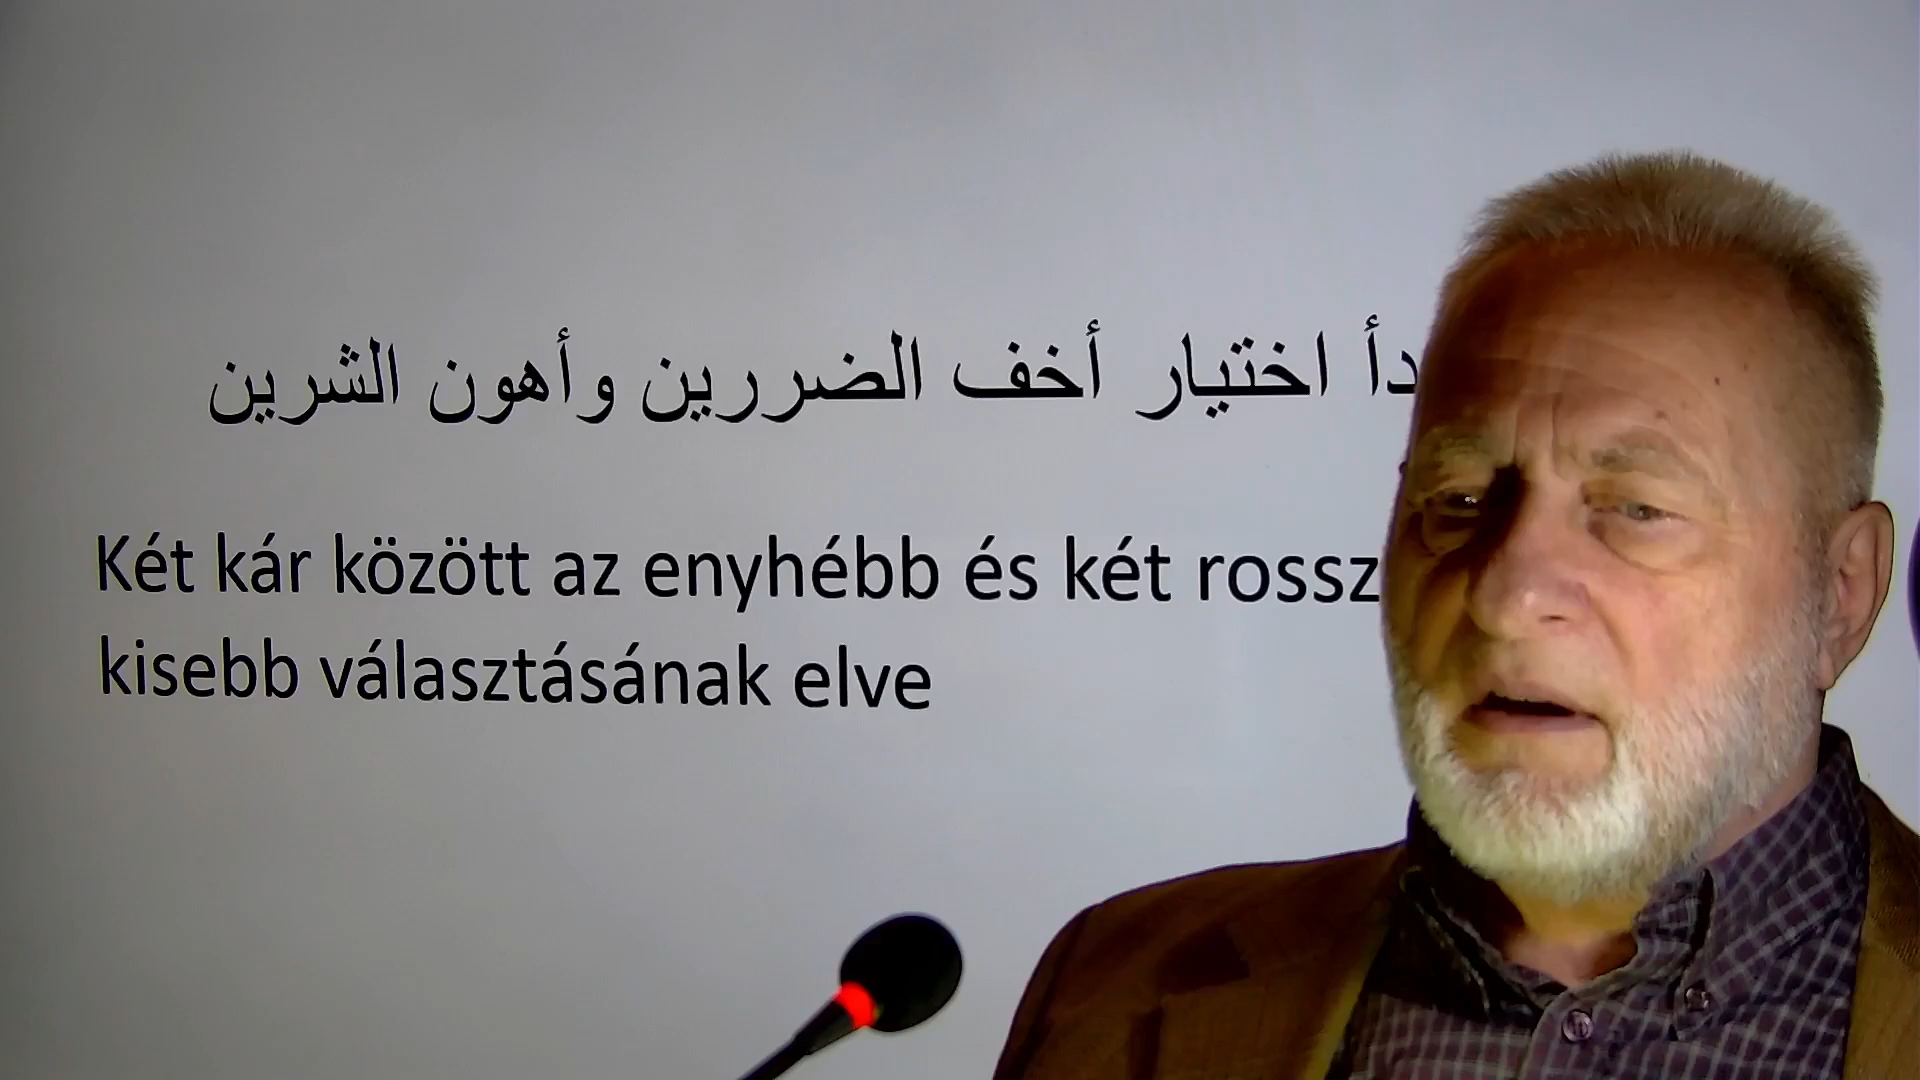 اختيار أخف الضررين وأهون الشرين
Két kár között az enyhébb és két rossz
kisebb választásának elve